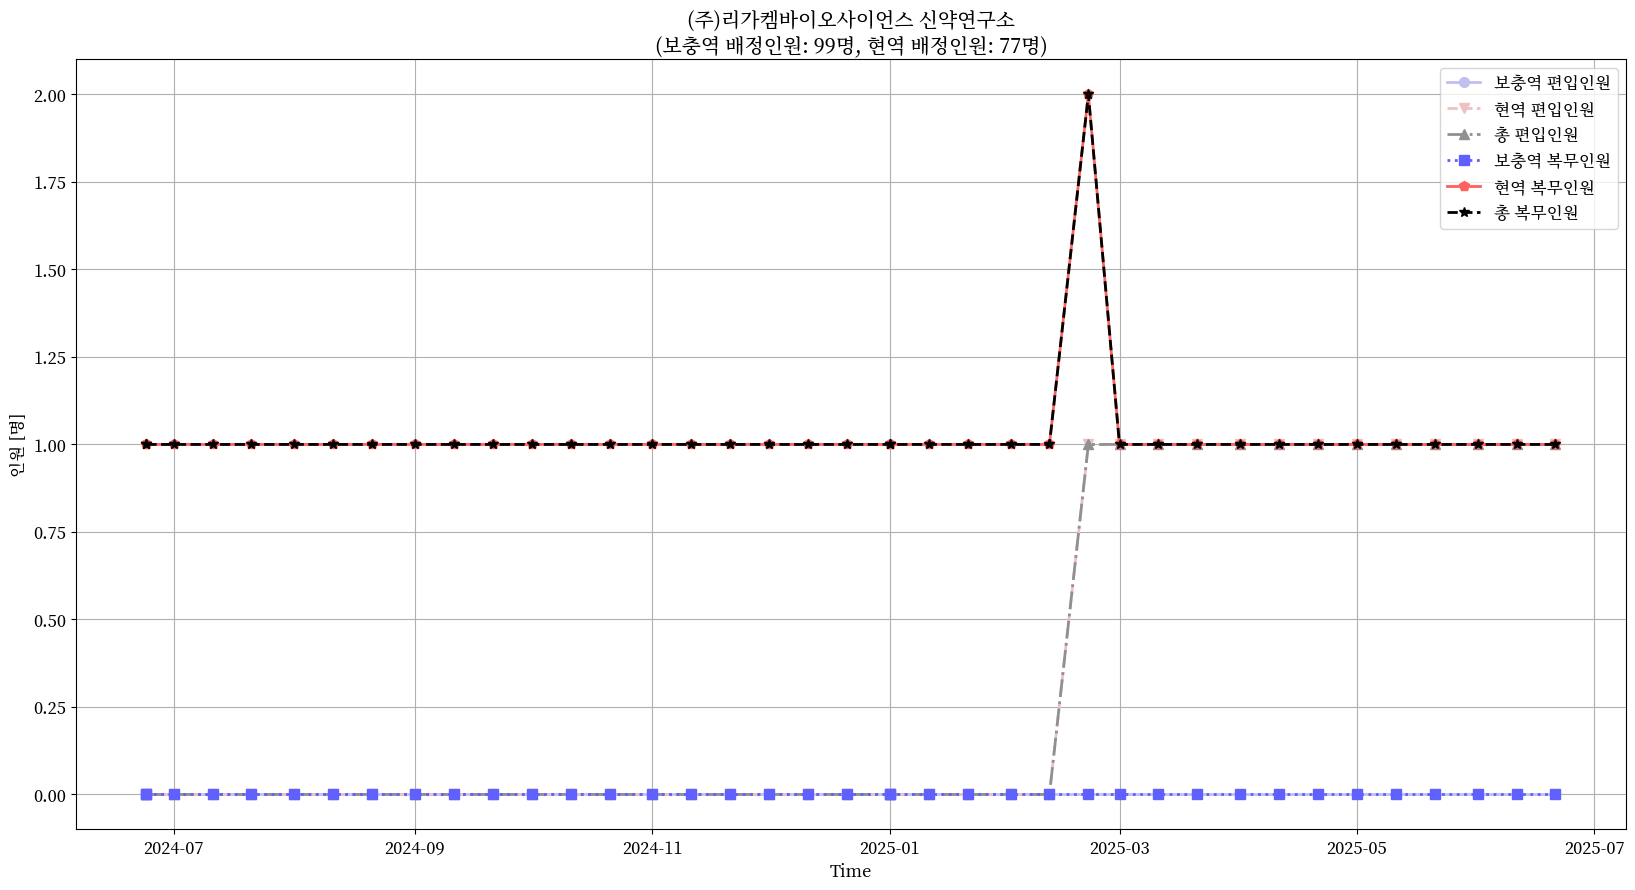 (주)리가켐바이오사이언스 신약연구소
(보충역 배정인원: 99명, 현역 배정인원: 77명)
보충역 편입인원
현역 편입인원
총 편입인원
보충역 복무인원
현역 복무인원
총 복무인원
2.00
1.75
1.50
1.25
1.00
0.75
0.50
0.25
0.00
인원 [명]
2024-07
2024-09
2024-11
2025-01
2025-03
2025-05
2025-07
Time